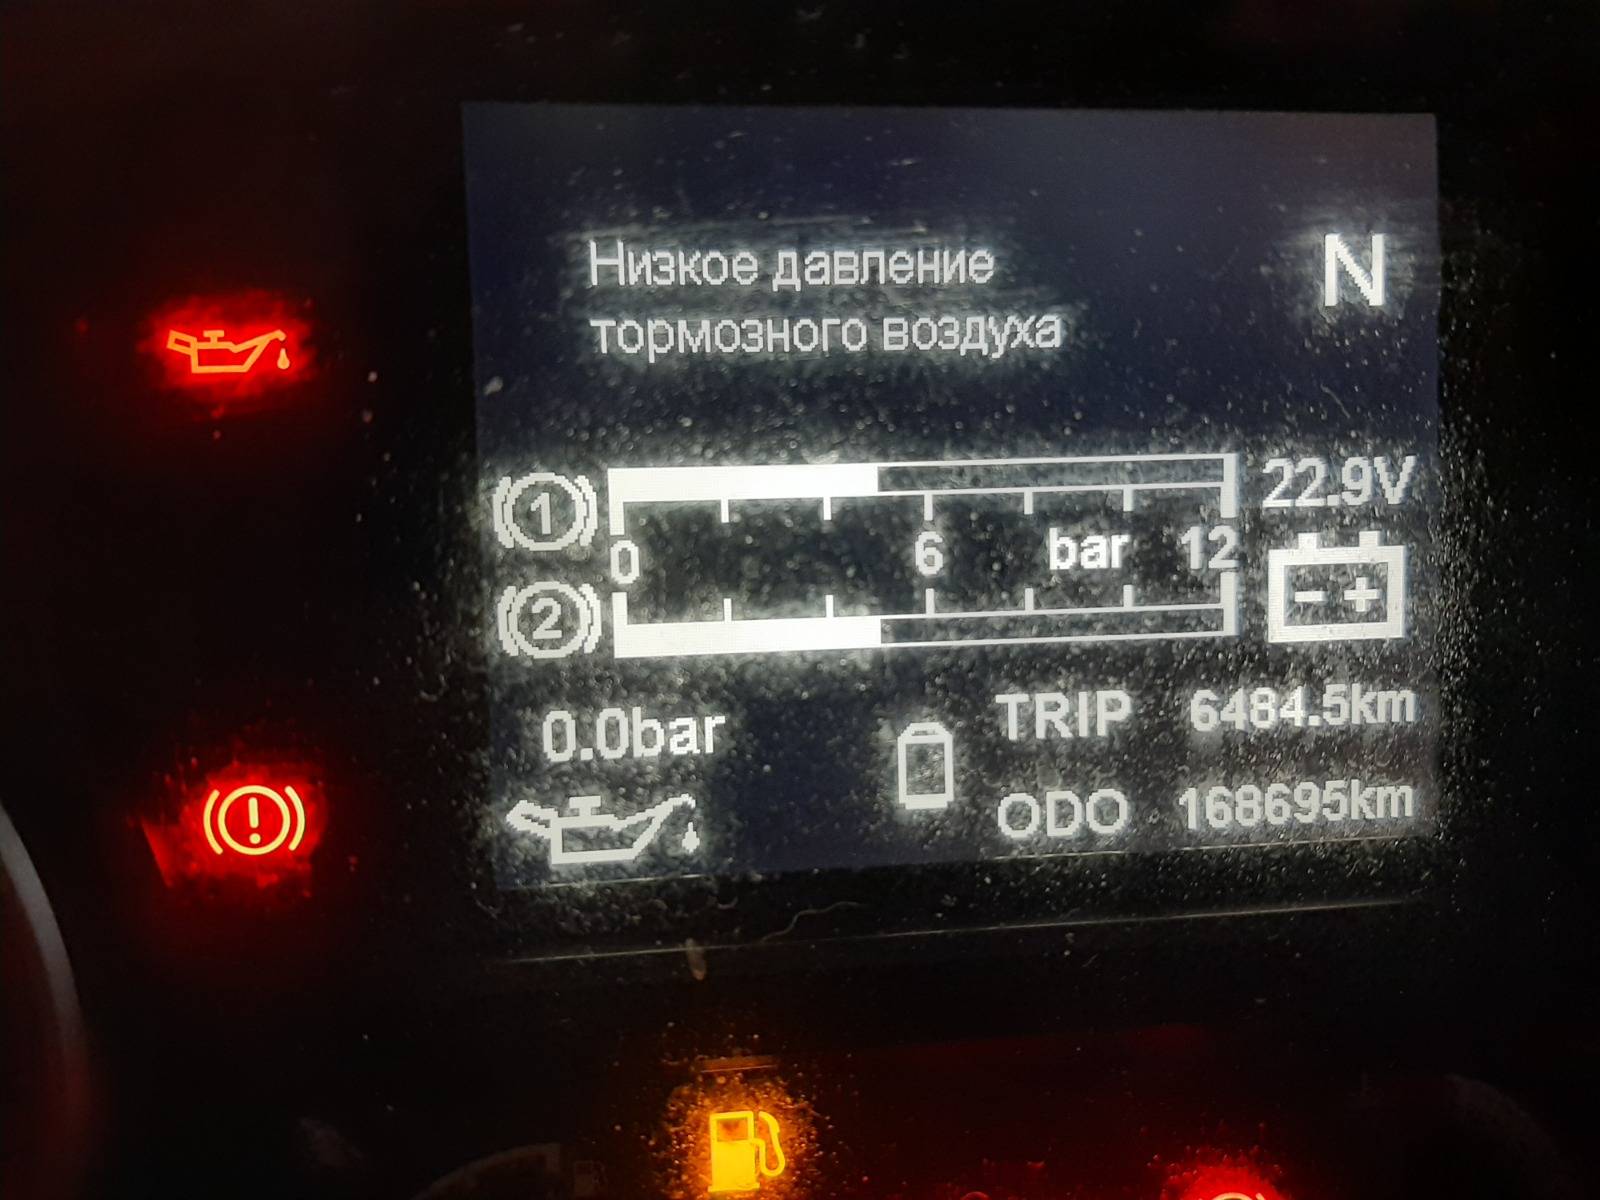 Низкое давление
тормозного воздуха
N
1
22.9V
0
6
bar
12
2
0.0bar
TRIP
6484.5km
ODO
168695km